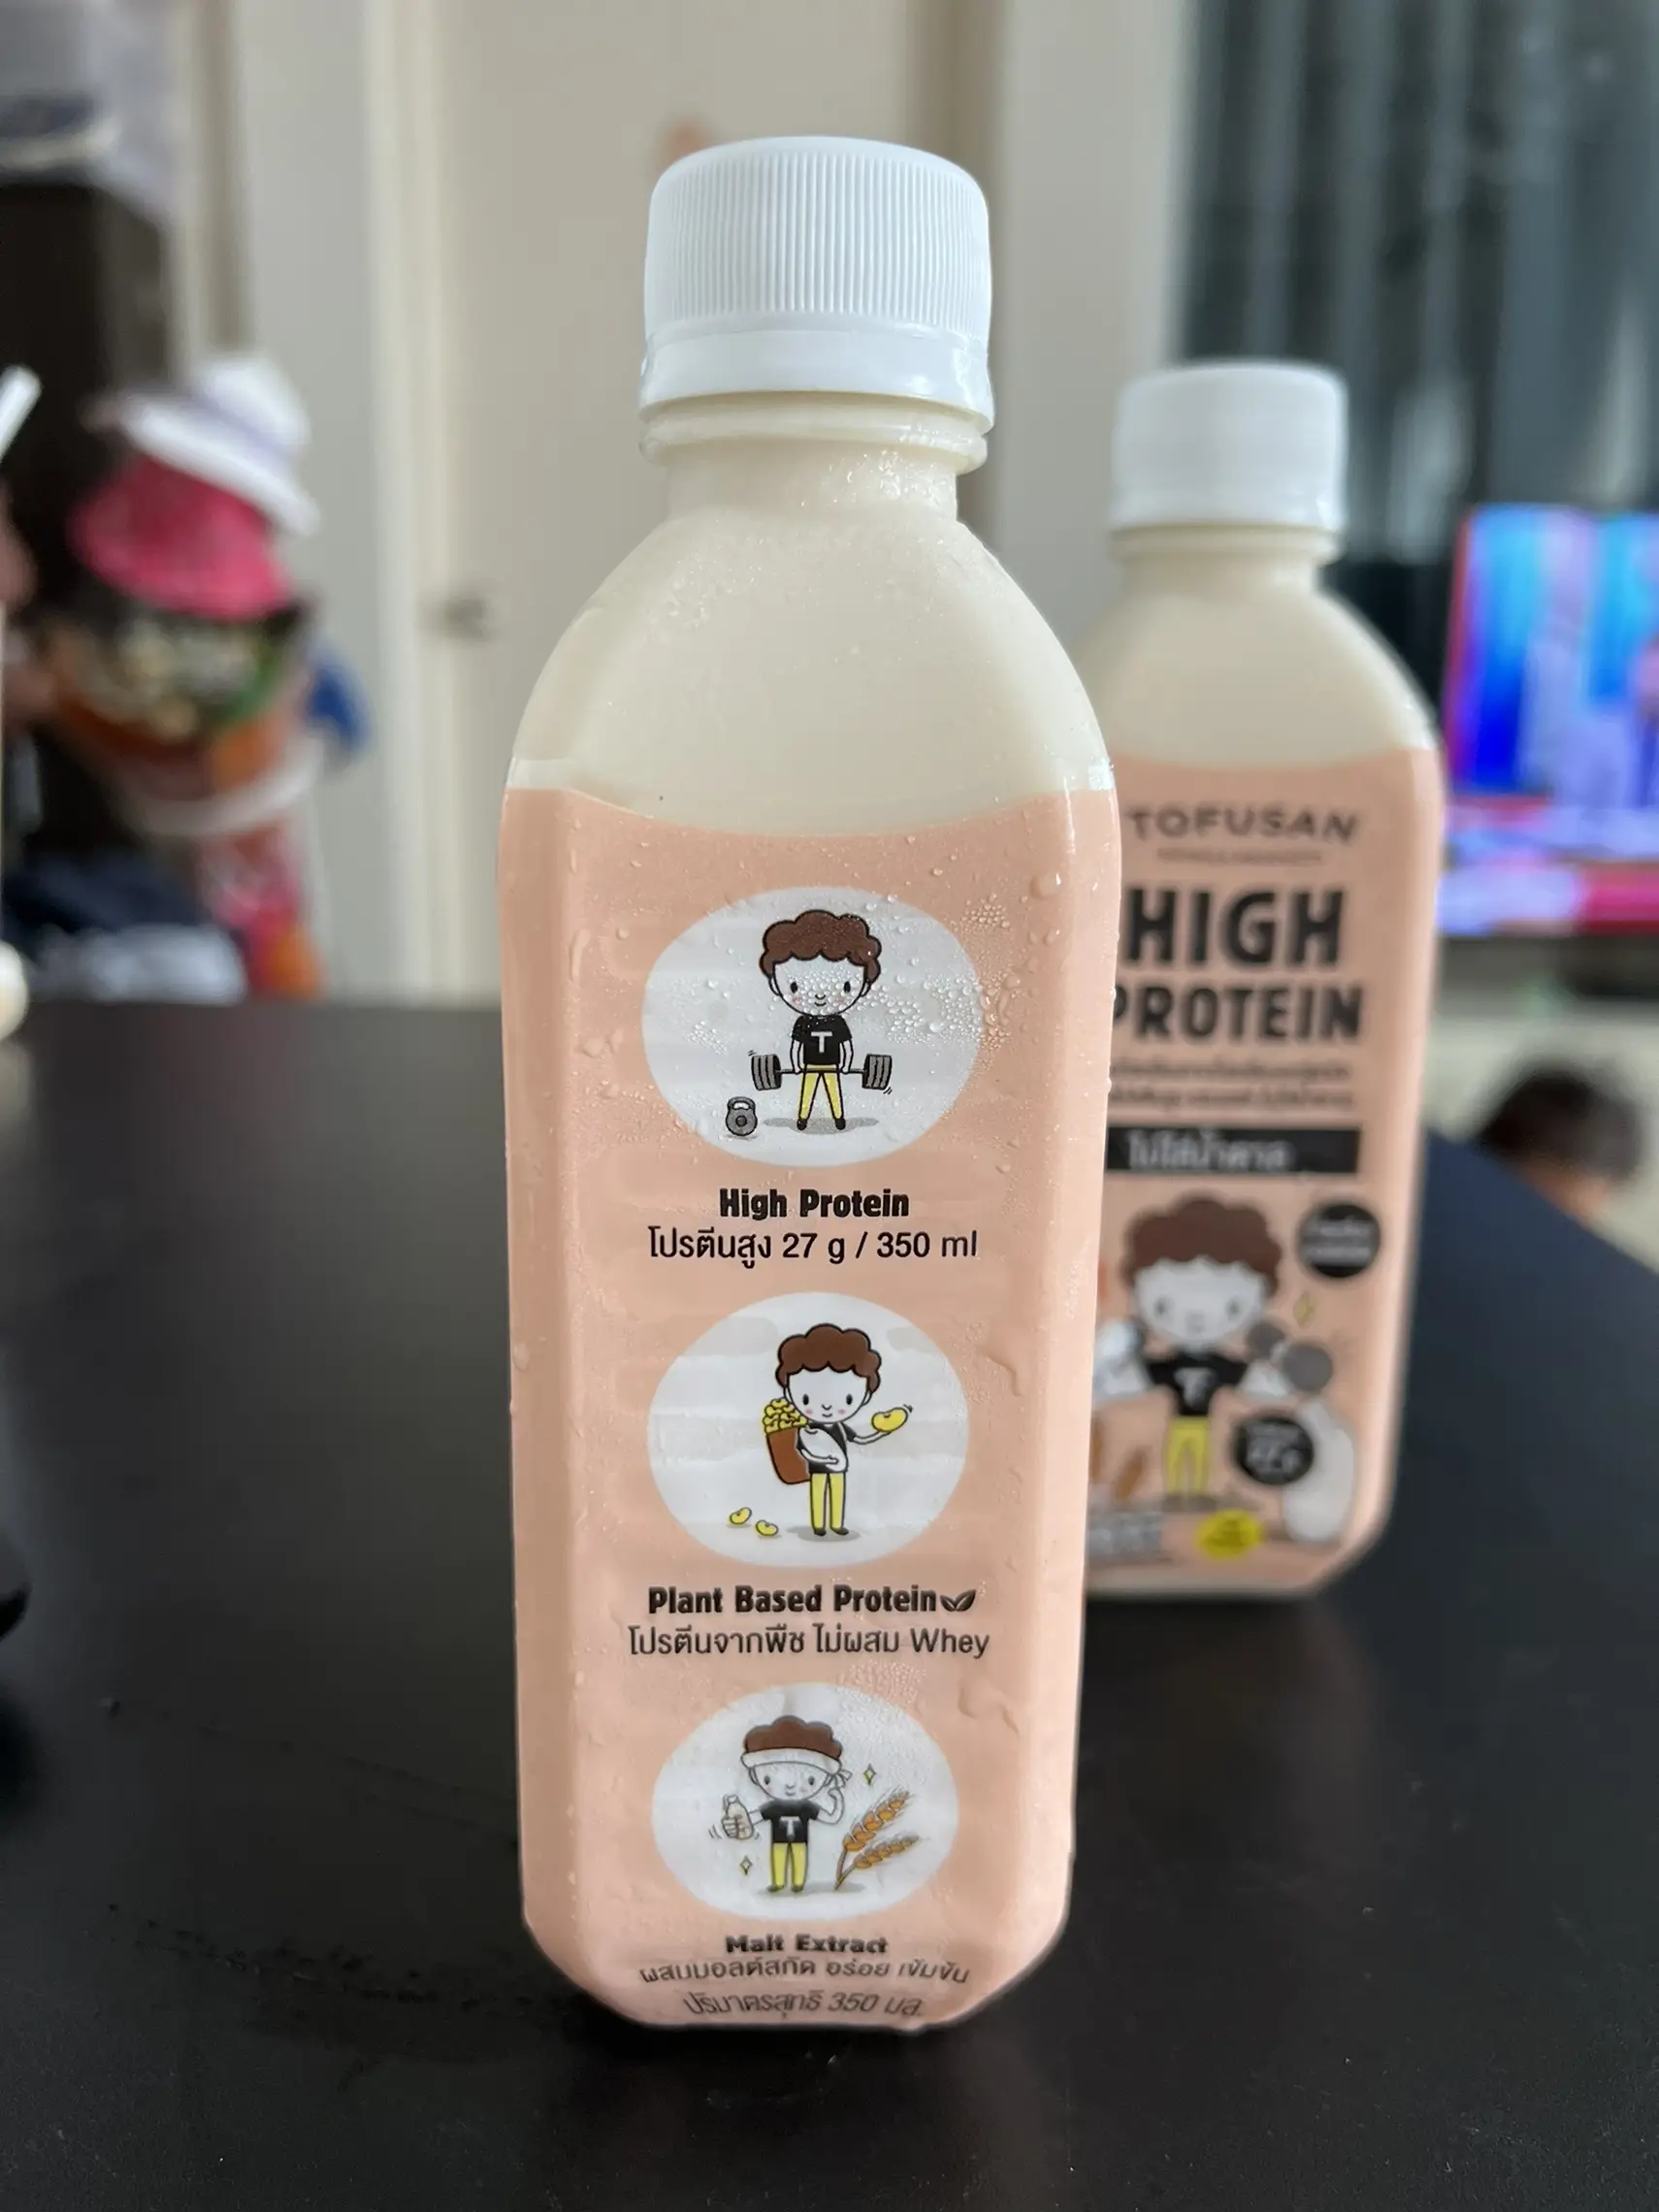 High Protein
โปรตีนสูง 27 g / 350 ml
Plant Based Protein
โปรตีนจากพืช ไม่ผสม Whey
Malt Extract
ผสมมอลต์สกัด อร่อย เข้มข้น
ปริมาตรสุทธิ 350 มล.
T
T
TOFUSAN
HIGH
PROTEIN
ไม่ใส่น้ำตาล
T